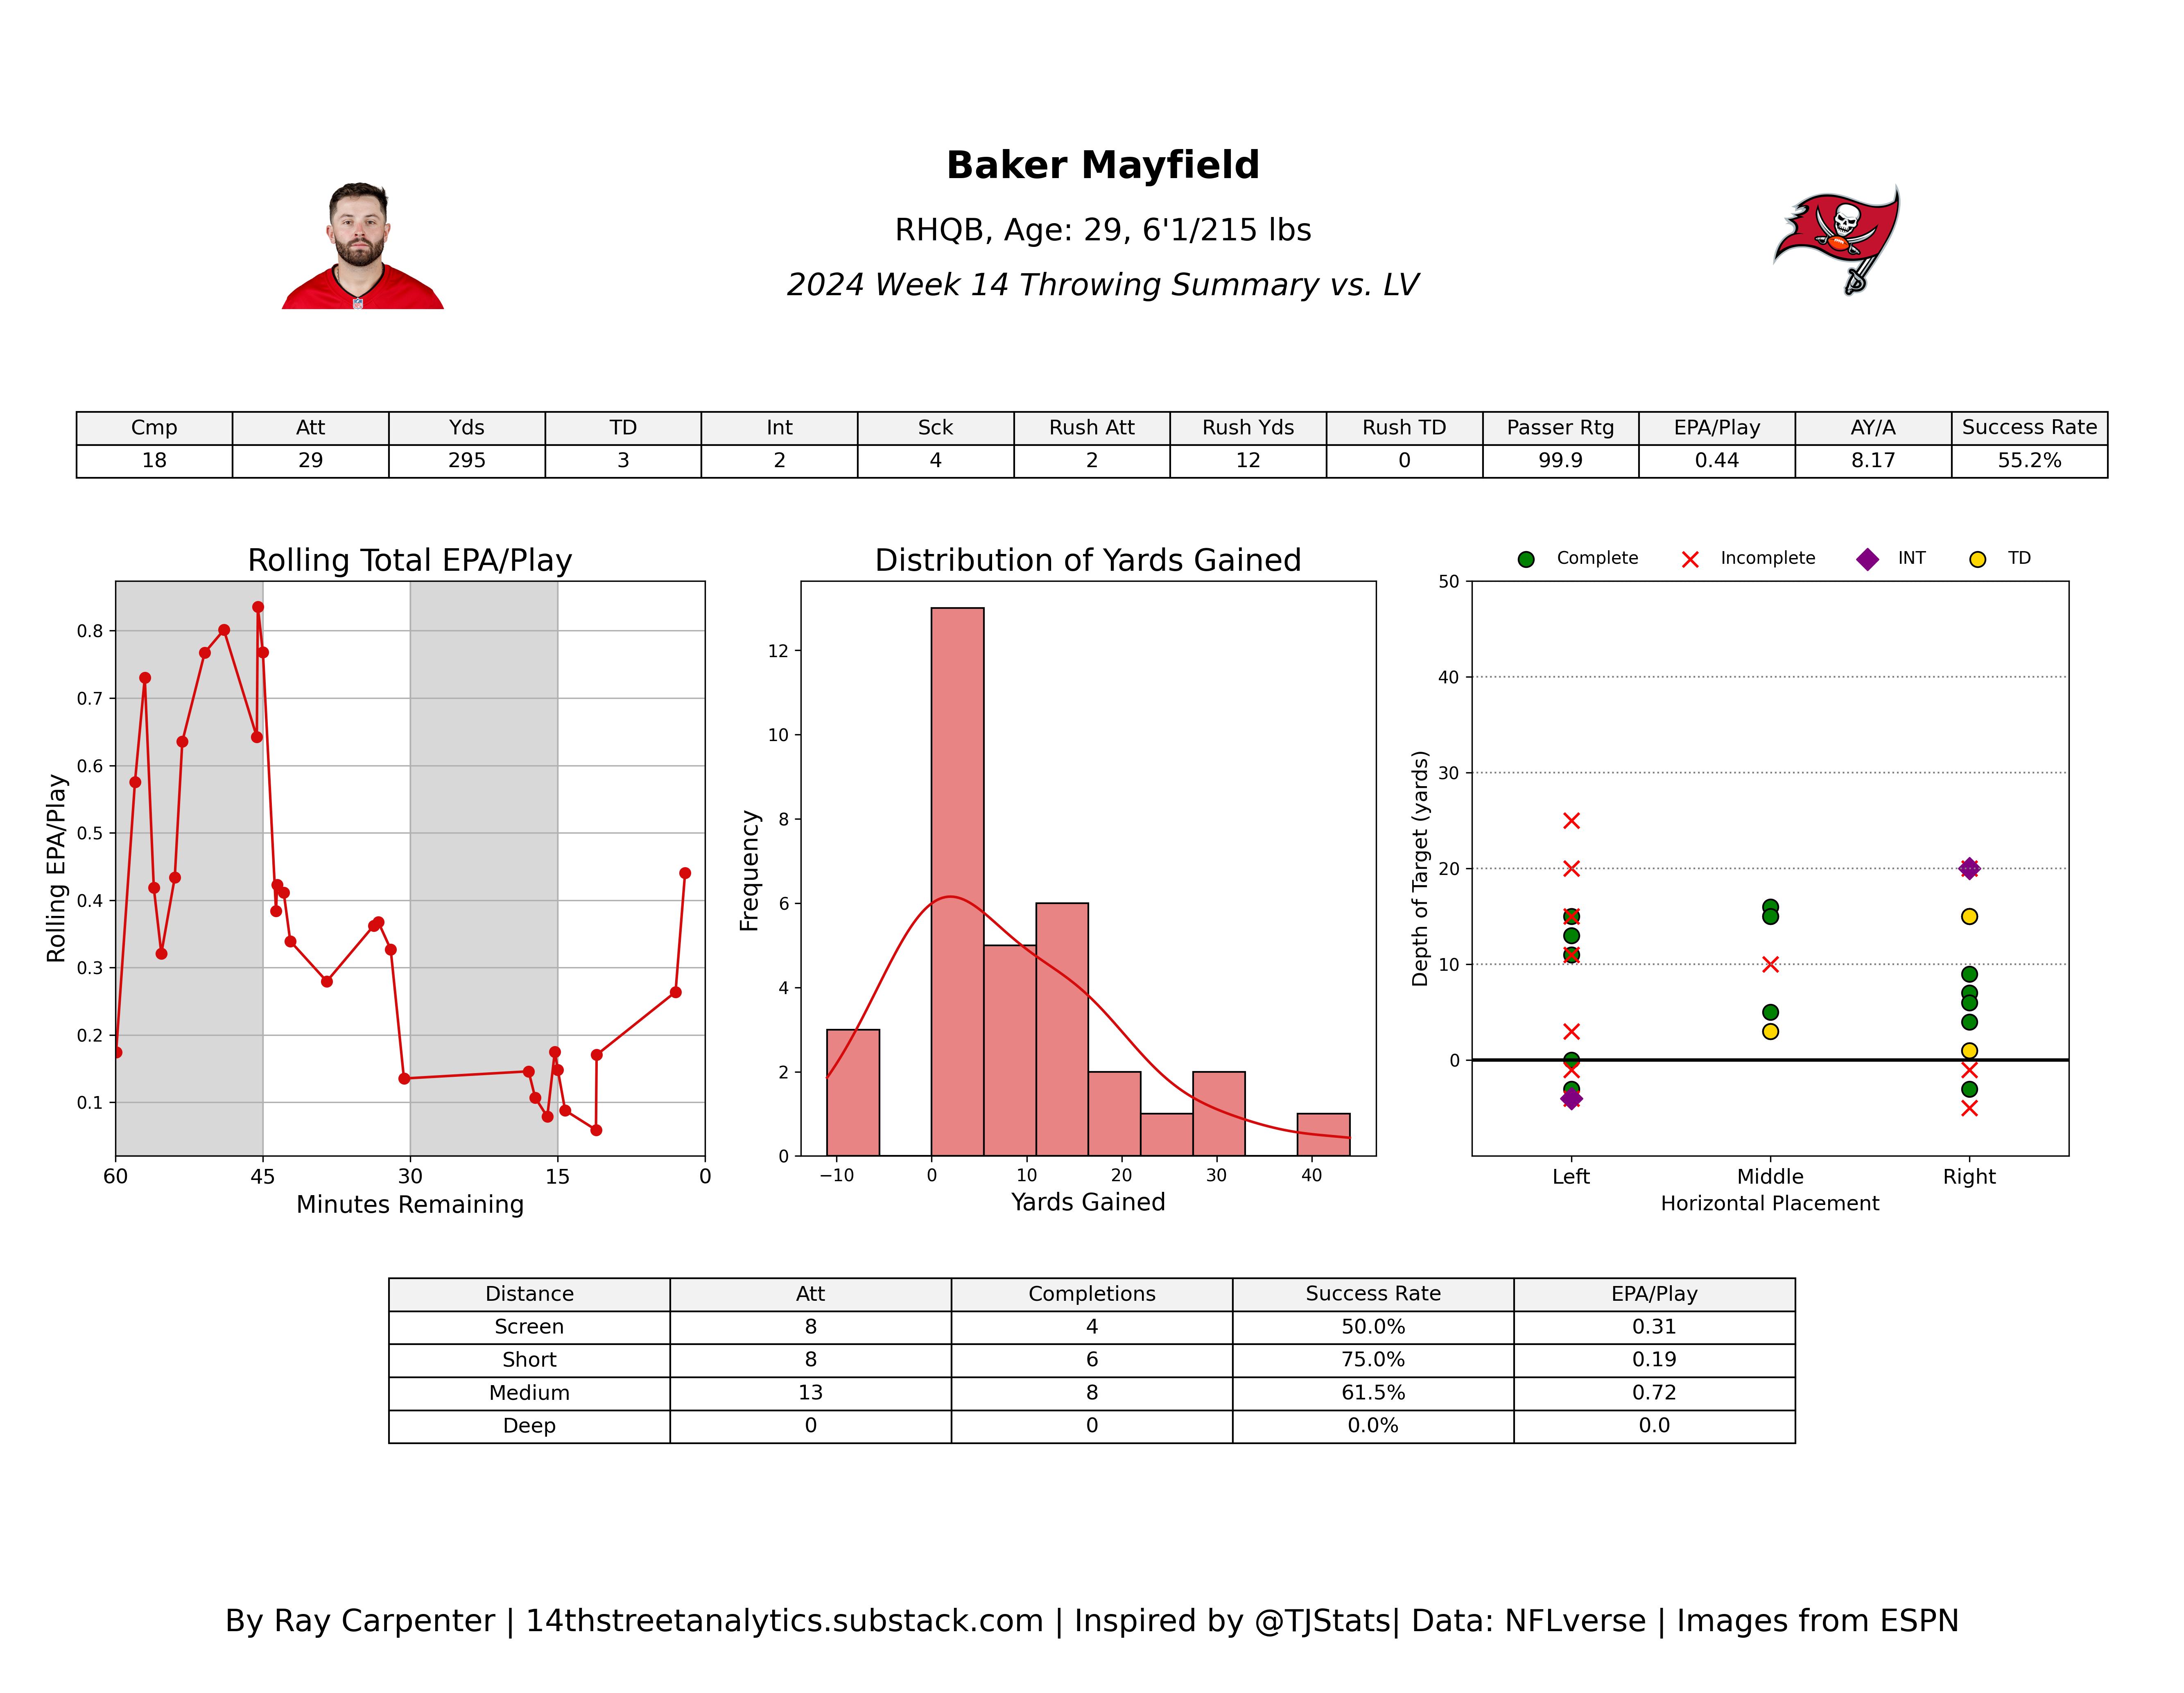 Baker Mayfield
RHQB, Age: 29, 6'1/215 lbs
2024 Week 14 Throwing Summary vs. LV
Cmp Att Yds TD Int Sck Rush Att Rush Yds Rush TD Passer Rtg EPA/Play AY/A Success Rate
18 29 295 3 2 4 2 12 0 99.9 0.44 8.17 55.2%
Rolling Total EPA/Play
0.8
0.7
0.6
0.5
0.4
0.3
0.2
0.1
Rolling EPA/Play
60 45 30 15 0
Minutes Remaining
Distribution of Yards Gained
12
10
8
6
4
2
0
Frequency
−10 0 10 20 30 40
Yards Gained
Complete Incomplete INT TD
50
40
30
20
10
0
Depth of Target (yards)
Left Middle Right
Horizontal Placement
Distance Att Completions Success Rate EPA/Play
Screen 8 4 50.0% 0.31
Short 8 6 75.0% 0.19
Medium 13 8 61.5% 0.72
Deep 0 0 0.0% 0.0
By Ray Carpenter | 14thstreetanalytics.substack.com | Inspired by @TJStats| Data: NFLverse | Images from ESPN